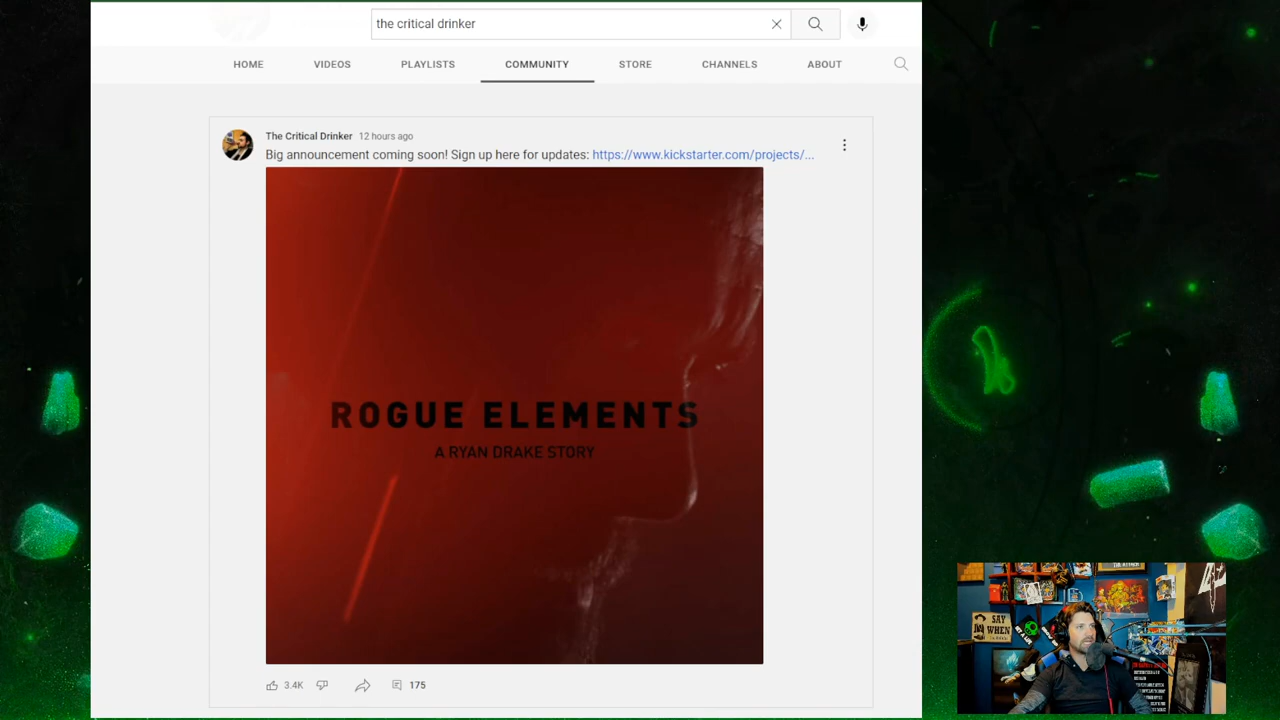 the critical drinker
HOME VIDEOS PLAYLISTS COMMUNITY STORE CHANNELS ABOUT
The Critical Drinker 12 hours ago
Big announcement coming soon! Sign up here for updates: https://www.kickstarter.com/projects/...
ROGUE ELEMENTS
A RYAN DRAKE STORY
3.4K 175
SAY
WHEN